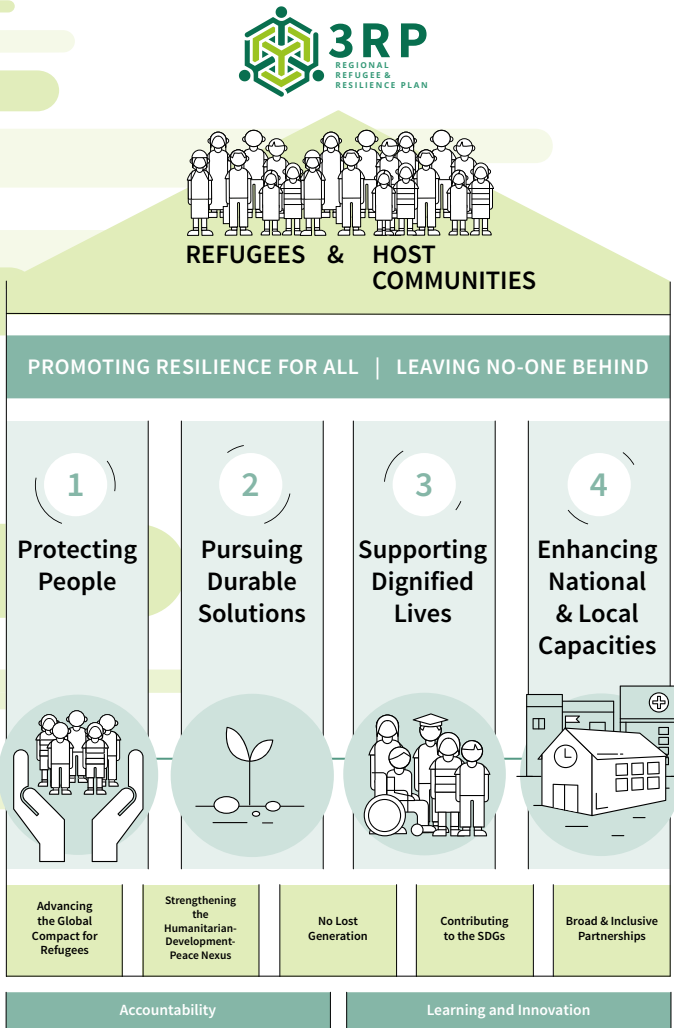 3RP
REGIONAL
REFUGEE &
RESILIENCE PLAN
REFUGEES & HOST
COMMUNITIES
PROMOTING RESILIENCE FOR ALL | LEAVING NO-ONE BEHIND
1
Protecting
People
2
Pursuing
Durable
Solutions
3
Supporting
Dignified
Lives
4
Enhancing
National
& Local
Capacities
Advancing
the Global
Compact for
Refugees
Strengthening
the
Humanitarian-
Development-
Peace Nexus
No Lost
Generation
Contributing
to the SDGs
Broad & Inclusive
Partnerships
Accountability
Learning and Innovation